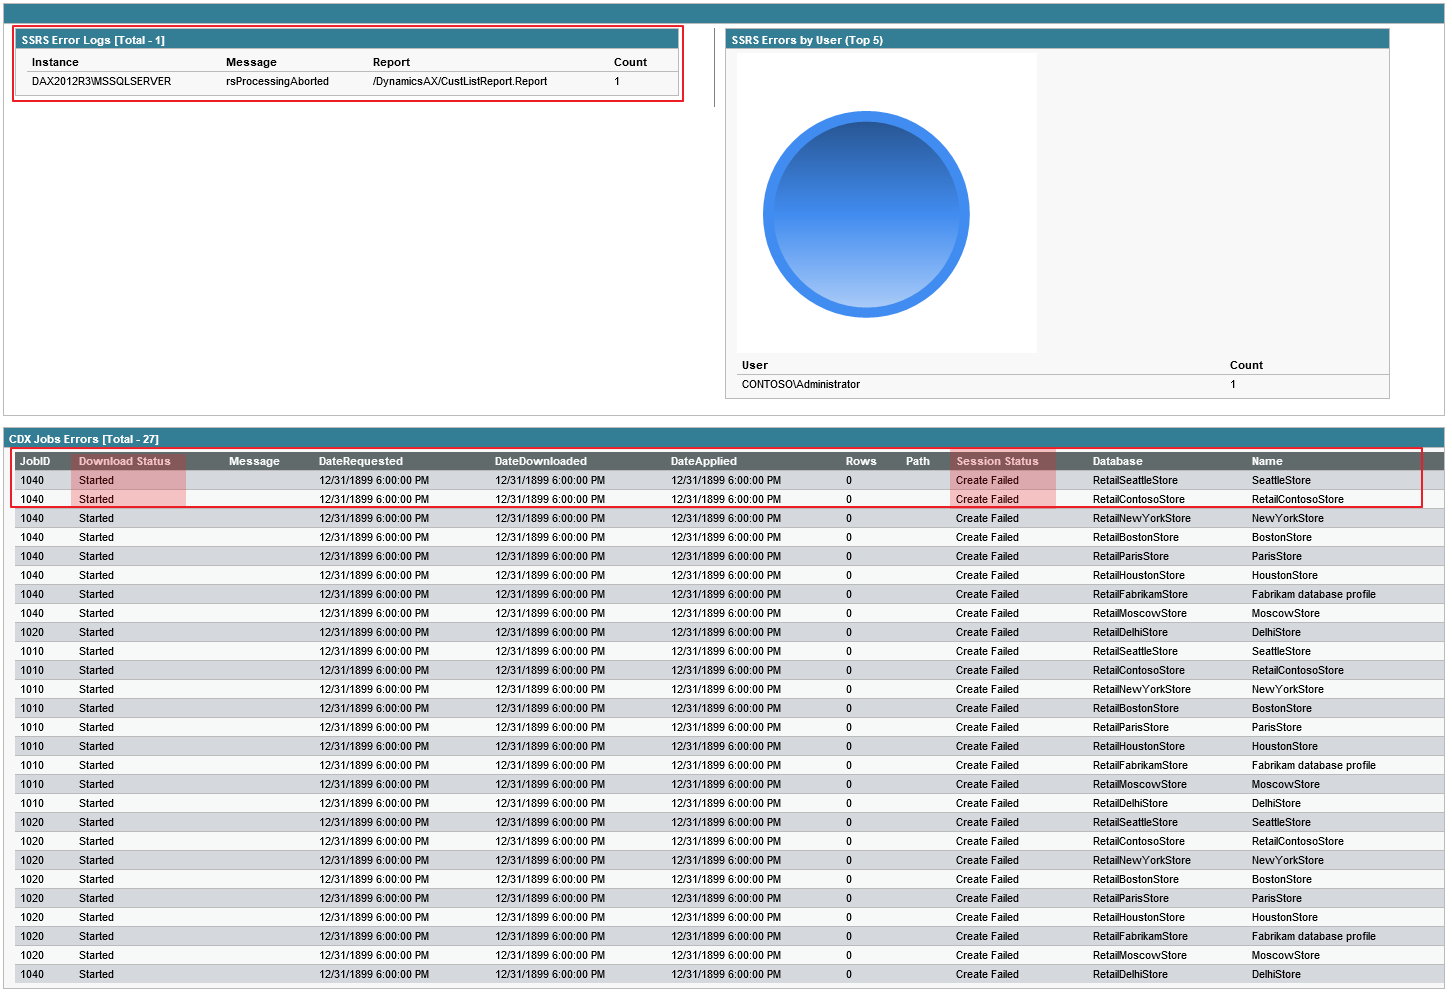 SSRS Error Logs [Total - 1]
Instance Message Report Count
DAX2012R3\MSSQLSERVER rsProcessingAborted /DynamicsAX/CustListReport.Report 1
SSRS Errors by User (Top 5)
User Count
CONTOSO\Administrator 1
CDX Jobs Errors [Total - 27]
JobID Download Status Message DateRequested DateDownloaded DateApplied Rows Path Session Status Database Name
1040 Started 12/31/1899 6:00:00 PM 12/31/1899 6:00:00 PM 12/31/1899 6:00:00 PM 0 Create Failed RetailSeattleStore SeattleStore
1040 Started 12/31/1899 6:00:00 PM 12/31/1899 6:00:00 PM 12/31/1899 6:00:00 PM 0 Create Failed RetailContosoStore RetailContosoStore
1040 Started 12/31/1899 6:00:00 PM 12/31/1899 6:00:00 PM 12/31/1899 6:00:00 PM 0 Create Failed RetailNewYorkStore NewYorkStore
1040 Started 12/31/1899 6:00:00 PM 12/31/1899 6:00:00 PM 12/31/1899 6:00:00 PM 0 Create Failed RetailBostonStore BostonStore
1040 Started 12/31/1899 6:00:00 PM 12/31/1899 6:00:00 PM 12/31/1899 6:00:00 PM 0 Create Failed RetailParisStore ParisStore
1040 Started 12/31/1899 6:00:00 PM 12/31/1899 6:00:00 PM 12/31/1899 6:00:00 PM 0 Create Failed RetailHoustonStore HoustonStore
1040 Started 12/31/1899 6:00:00 PM 12/31/1899 6:00:00 PM 12/31/1899 6:00:00 PM 0 Create Failed RetailFabrikamStore Fabrikam database profile
1040 Started 12/31/1899 6:00:00 PM 12/31/1899 6:00:00 PM 12/31/1899 6:00:00 PM 0 Create Failed RetailMoscowStore MoscowStore
1020 Started 12/31/1899 6:00:00 PM 12/31/1899 6:00:00 PM 12/31/1899 6:00:00 PM 0 Create Failed RetailDelhiStore DelhiStore
1010 Started 12/31/1899 6:00:00 PM 12/31/1899 6:00:00 PM 12/31/1899 6:00:00 PM 0 Create Failed RetailSeattleStore SeattleStore
1010 Started 12/31/1899 6:00:00 PM 12/31/1899 6:00:00 PM 12/31/1899 6:00:00 PM 0 Create Failed RetailContosoStore RetailContosoStore
1010 Started 12/31/1899 6:00:00 PM 12/31/1899 6:00:00 PM 12/31/1899 6:00:00 PM 0 Create Failed RetailNewYorkStore NewYorkStore
1010 Started 12/31/1899 6:00:00 PM 12/31/1899 6:00:00 PM 12/31/1899 6:00:00 PM 0 Create Failed RetailBostonStore BostonStore
1010 Started 12/31/1899 6:00:00 PM 12/31/1899 6:00:00 PM 12/31/1899 6:00:00 PM 0 Create Failed RetailParisStore ParisStore
1010 Started 12/31/1899 6:00:00 PM 12/31/1899 6:00:00 PM 12/31/1899 6:00:00 PM 0 Create Failed RetailHoustonStore HoustonStore
1010 Started 12/31/1899 6:00:00 PM 12/31/1899 6:00:00 PM 12/31/1899 6:00:00 PM 0 Create Failed RetailFabrikamStore Fabrikam database profile
1010 Started 12/31/1899 6:00:00 PM 12/31/1899 6:00:00 PM 12/31/1899 6:00:00 PM 0 Create Failed RetailMoscowStore MoscowStore
1010 Started 12/31/1899 6:00:00 PM 12/31/1899 6:00:00 PM 12/31/1899 6:00:00 PM 0 Create Failed RetailDelhiStore DelhiStore
1020 Started 12/31/1899 6:00:00 PM 12/31/1899 6:00:00 PM 12/31/1899 6:00:00 PM 0 Create Failed RetailSeattleStore SeattleStore
1020 Started 12/31/1899 6:00:00 PM 12/31/1899 6:00:00 PM 12/31/1899 6:00:00 PM 0 Create Failed RetailContosoStore RetailContosoStore
1020 Started 12/31/1899 6:00:00 PM 12/31/1899 6:00:00 PM 12/31/1899 6:00:00 PM 0 Create Failed RetailNewYorkStore NewYorkStore
1020 Started 12/31/1899 6:00:00 PM 12/31/1899 6:00:00 PM 12/31/1899 6:00:00 PM 0 Create Failed RetailBostonStore BostonStore
1020 Started 12/31/1899 6:00:00 PM 12/31/1899 6:00:00 PM 12/31/1899 6:00:00 PM 0 Create Failed RetailParisStore ParisStore
1020 Started 12/31/1899 6:00:00 PM 12/31/1899 6:00:00 PM 12/31/1899 6:00:00 PM 0 Create Failed RetailHoustonStore HoustonStore
1020 Started 12/31/1899 6:00:00 PM 12/31/1899 6:00:00 PM 12/31/1899 6:00:00 PM 0 Create Failed RetailFabrikamStore Fabrikam database profile
1020 Started 12/31/1899 6:00:00 PM 12/31/1899 6:00:00 PM 12/31/1899 6:00:00 PM 0 Create Failed RetailMoscowStore MoscowStore
1040 Started 12/31/1899 6:00:00 PM 12/31/1899 6:00:00 PM 12/31/1899 6:00:00 PM 0 Create Failed RetailDelhiStore DelhiStore